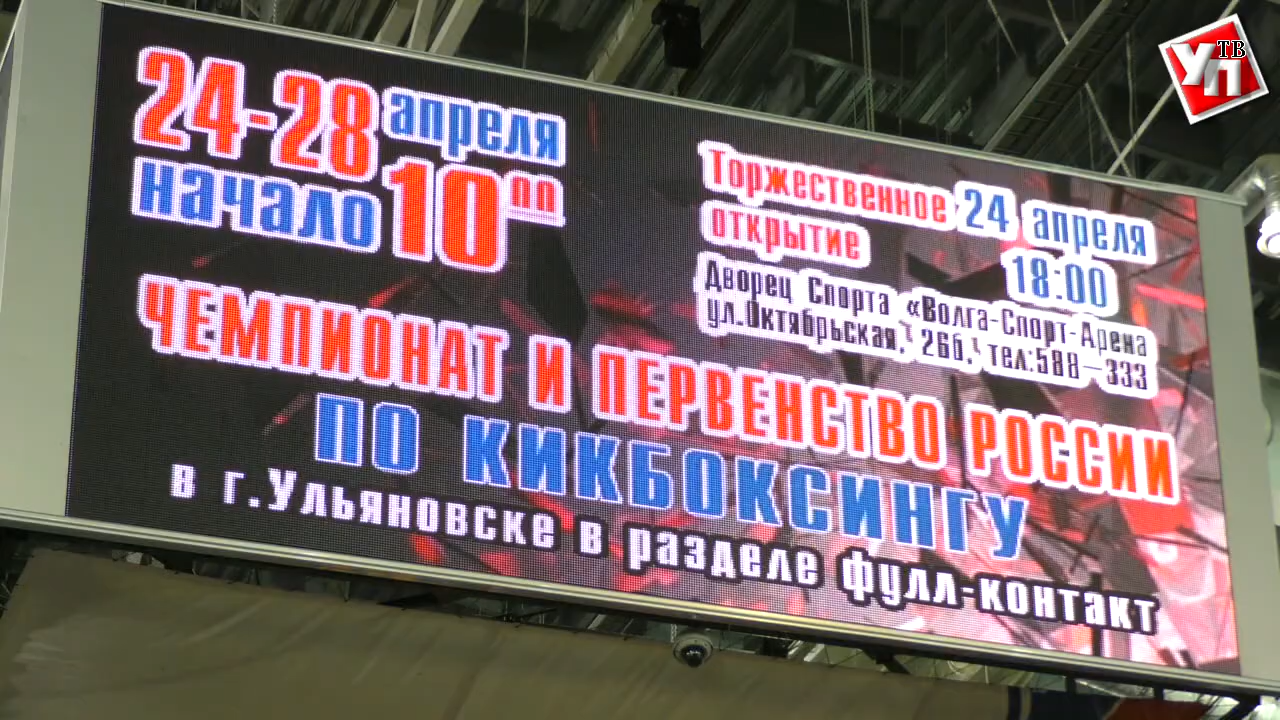 24-28 апреля
начало 10⁰⁰
Торжественное 24 апреля
открытие 18:00
Дворец Спорта «Волга-Спорт-Арена
ул.Октябрьская, 26б, тел:588-333
ЧЕМПИОНАТ И ПЕРВЕНСТВО РОССИИ
ПО КИКБОКСИНГУ
в г.Ульяновске в разделе фулл-контакт
УП ТВ